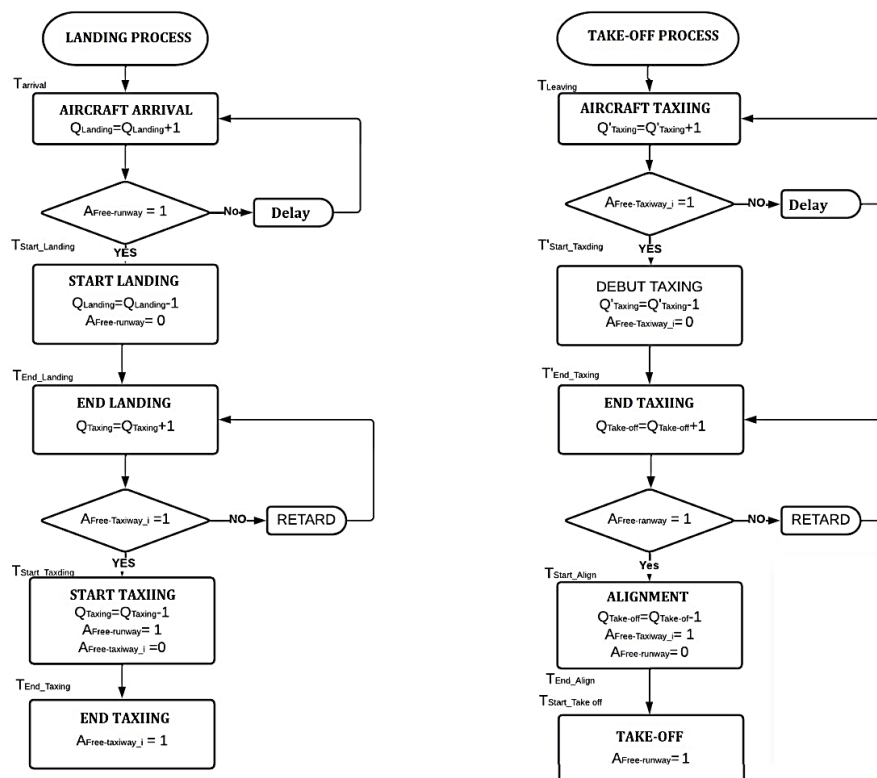 LANDING PROCESS
Tarrival
AIRCRAFT ARRIVAL
QLanding=QLanding+1
AFree-runway = 1
No
Delay
TStart_Landing
YES
START LANDING
QLanding=QLanding-1
AFree-runway= 0
TEnd_Landing
END LANDING
QTaxing=QTaxing+1
AFree-Taxiway_i =1
NO
RETARD
YES
TStart_Taxding
START TAXIING
QTaxing=QTaxing-1
AFree-runway= 1
AFree-taxiway_i =0
TEnd_Taxing
END TAXIING
AFree-taxiway_i = 1
TAKE-OFF PROCESS
TLeaving
AIRCRAFT TAXIING
Q'Taxing=Q'Taxing+1
AFree-Taxiway_i =1
NO
Delay
T'Start_Taxding
YES
DEBUT TAXING
Q'Taxing=Q'Taxing-1
AFree-Taxiway_i= 0
T'End_Taxing
END TAXIING
QTake-off=QTake-off+1
AFree-ranway = 1
NO
RETARD
Yes
TStart_Align
ALIGNMENT
QTake-off=QTake-of-1
AFree-Taxiway_i= 1
AFree-runway= 0
TEnd_Align
TStart_Take off
TAKE-OFF
AFree-runway= 1